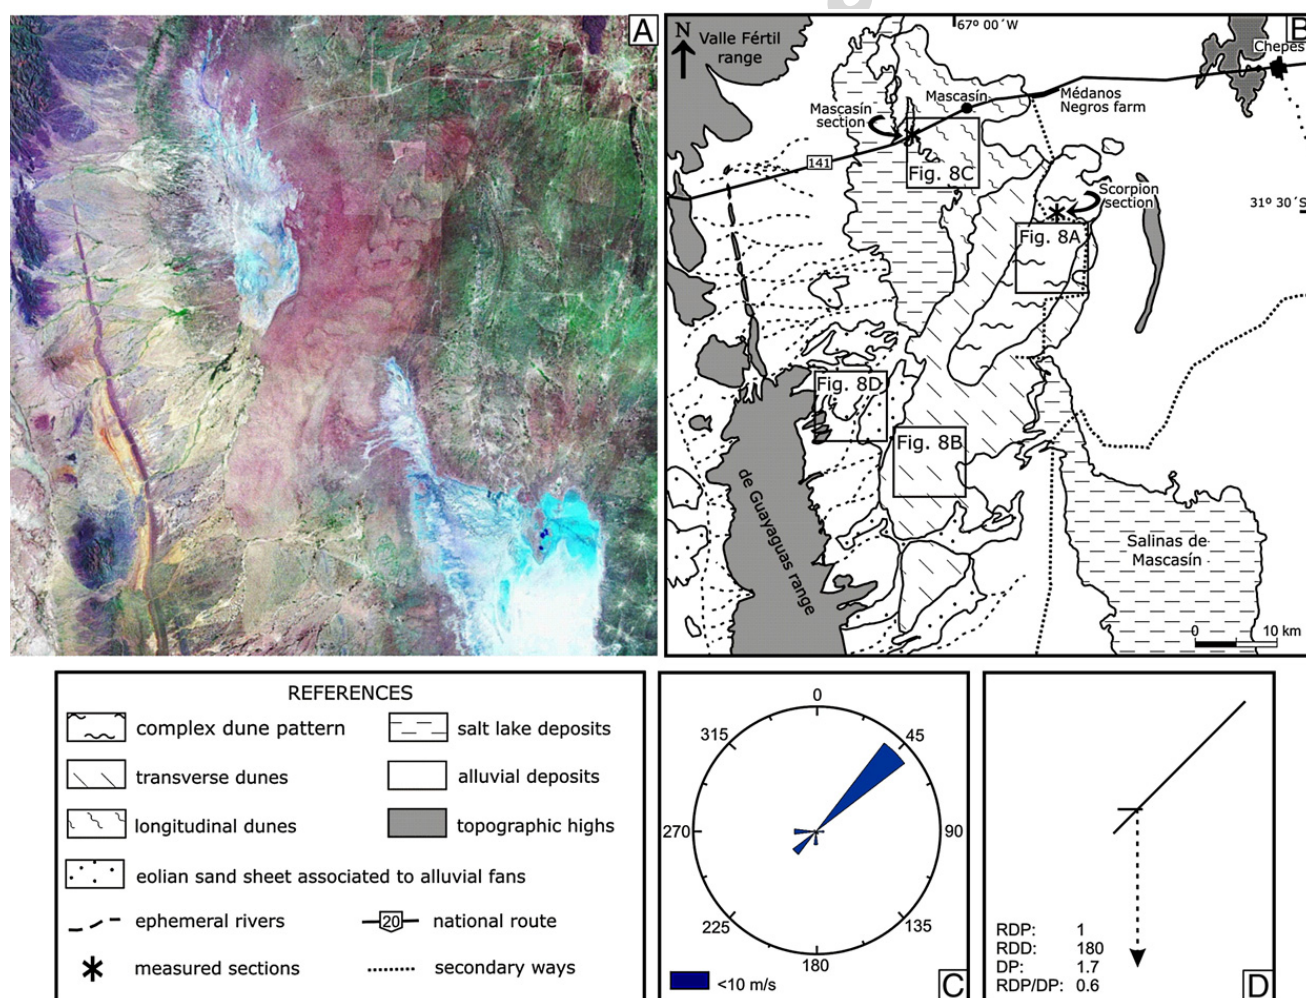 A
B
N
67° 00´W
Valle Fértil
range
Chepes
Mascasín
Médanos
Negros farm
Mascasín
section
141
Fig. 8C
Scorpion
section
31° 30´S
Fig. 8A
Fig. 8D
Fig. 8B
de Guayaguas range
Salinas de
Mascasín
0 10 km
REFERENCES
complex dune pattern
salt lake deposits
transverse dunes
alluvial deposits
longitudinal dunes
topographic highs
eolian sand sheet associated to alluvial fans
ephemeral rivers
20 national route
measured sections
secondary ways
0
315 45
270 90
225 135
180
<10 m/s
C
RDP: 1
RDD: 180
DP: 1.7
RDP/DP: 0.6
D